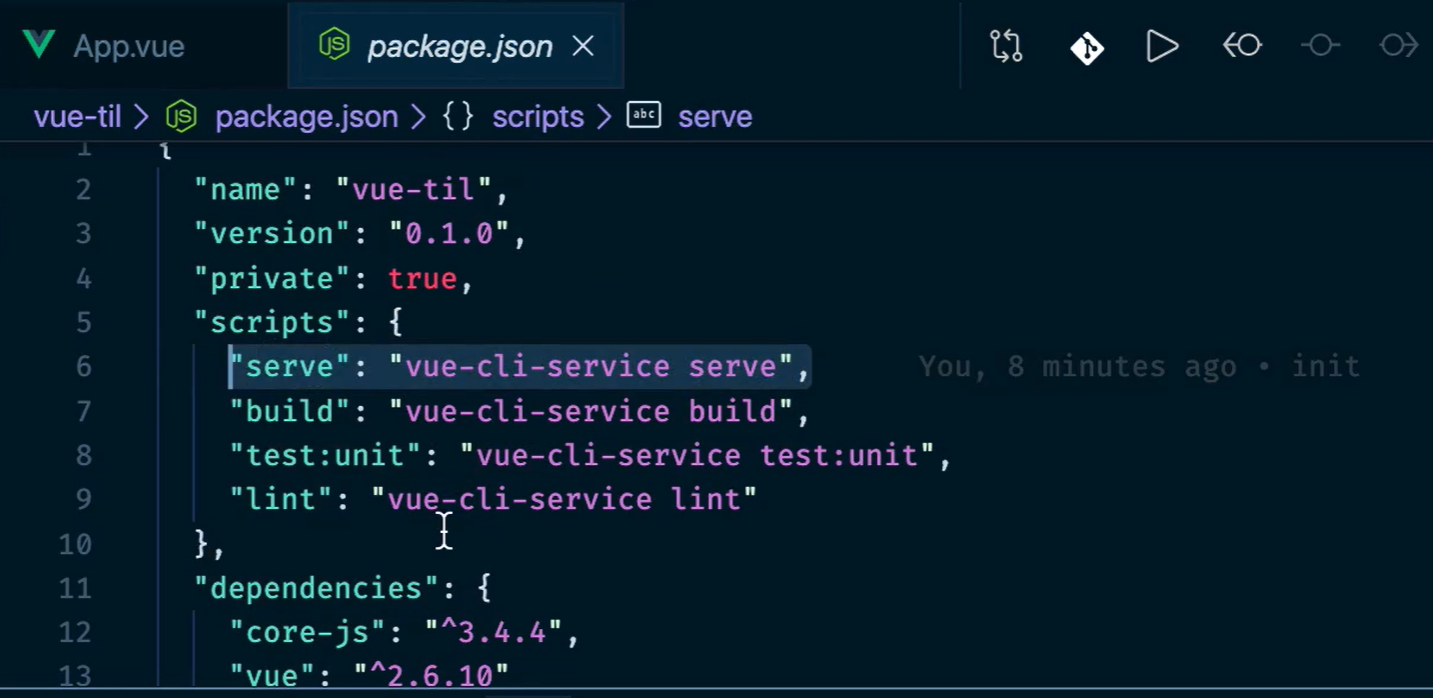 App.vue
package.json
vue-til > package.json > {} scripts > abc serve
1 {
2 "name": "vue-til",
3 "version": "0.1.0",
4 "private": true,
5 "scripts": {
6 "serve": "vue-cli-service serve", You, 8 minutes ago • init
7 "build": "vue-cli-service build",
8 "test:unit": "vue-cli-service test:unit",
9 "lint": "vue-cli-service lint"
10 },
11 "dependencies": {
12 "core-js": "^3.4.4",
13 "vue": "^2.6.10"